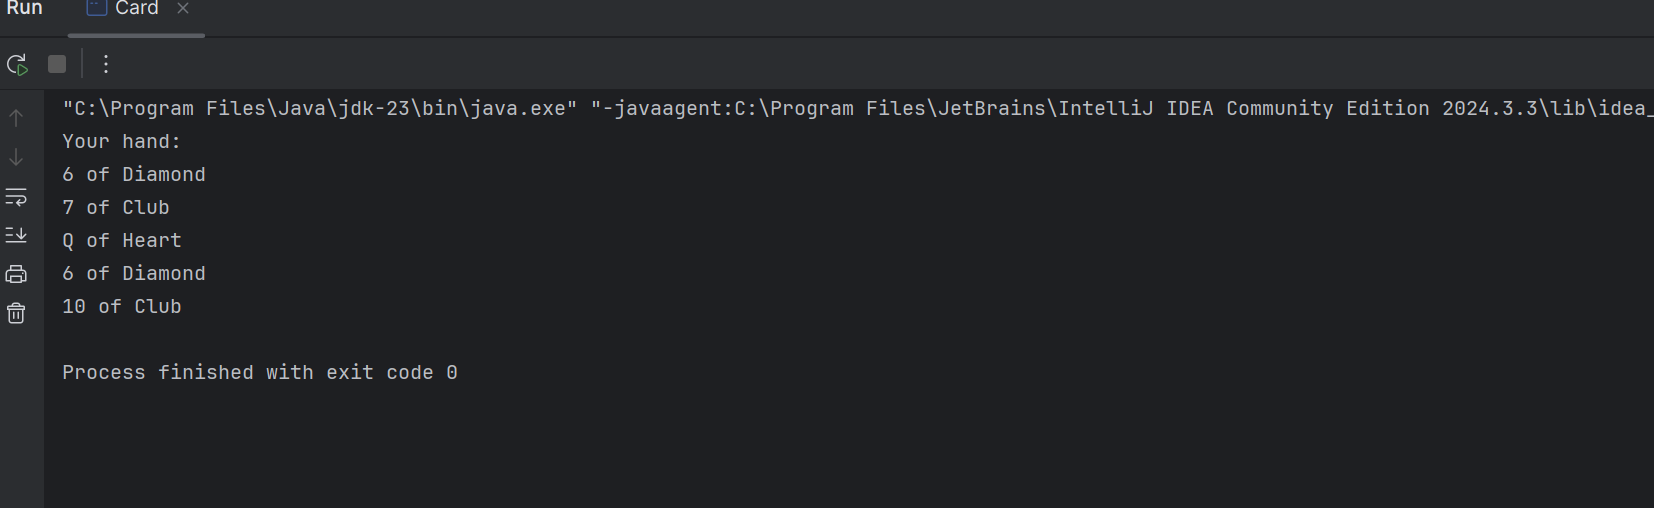 Run Card
"C:\Program Files\Java\jdk-23\bin\java.exe" "-javaagent:C:\Program Files\JetBrains\IntelliJ IDEA Community Edition 2024.3.3\lib\idea_
Your hand:
6 of Diamond
7 of Club
Q of Heart
6 of Diamond
10 of Club
Process finished with exit code 0